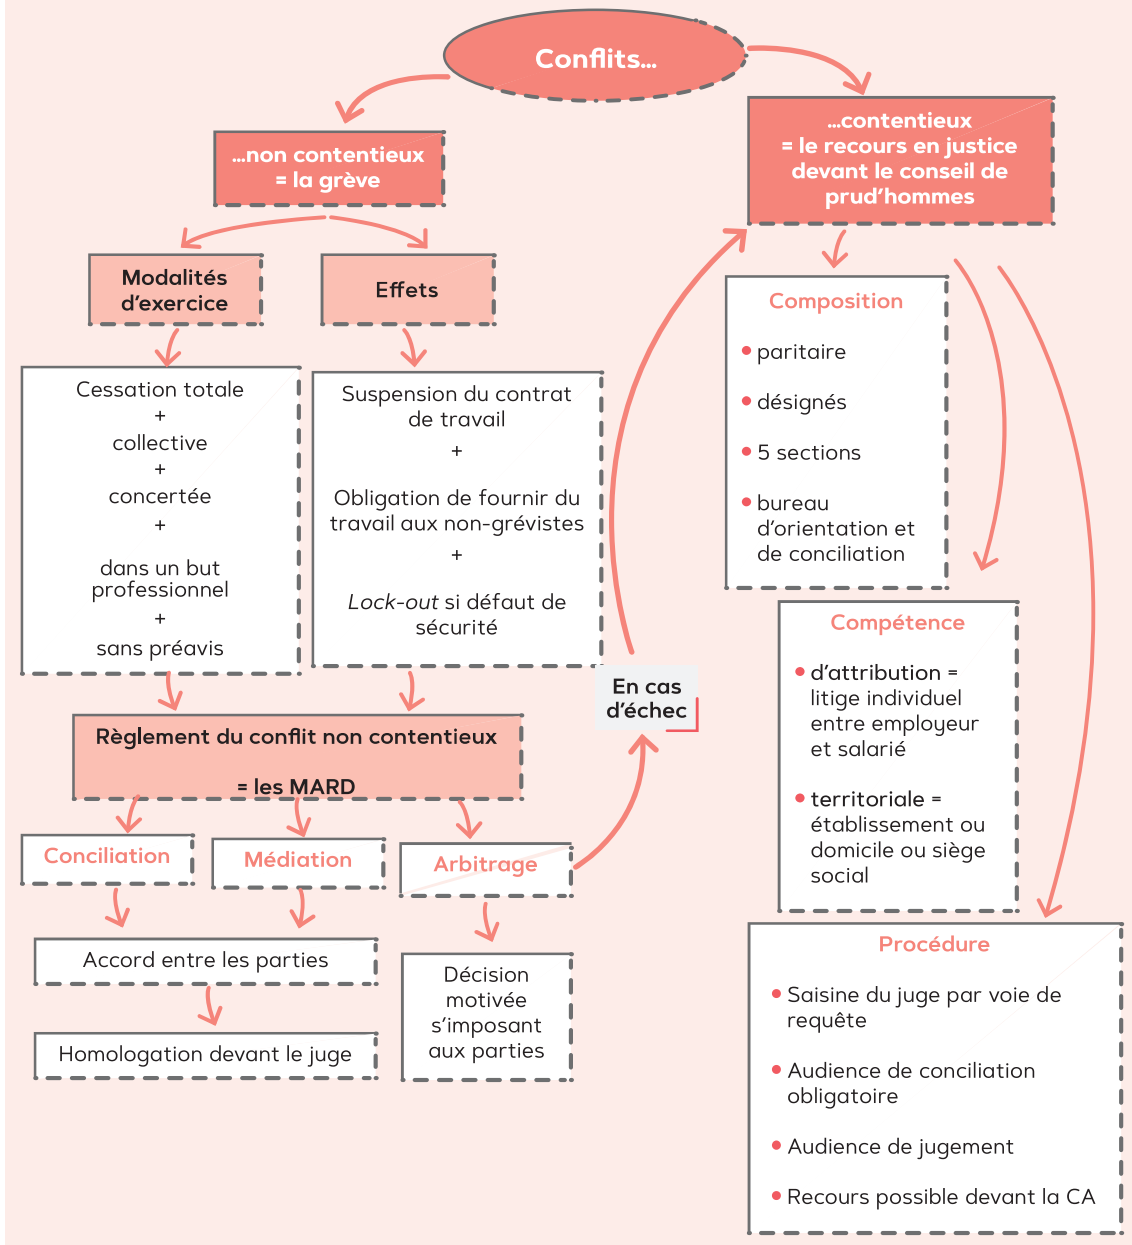 Conflits...
...non contentieux
= la grève
Modalités
d'exercice
Cessation totale
+
collective
+
concertée
+
dans un but
professionnel
+
sans préavis
Effets
Suspension du contrat
de travail
+
Obligation de fournir du
travail aux non-grévistes
+
Lock-out si défaut de
sécurité
Règlement du conflit non contentieux
= les MARD
Conciliation
Médiation
Arbitrage
Accord entre les parties
Homologation devant le juge
Décision
motivée
s'imposant
aux parties
En cas
d'échec
...contentieux
= le recours en justice
devant le conseil de
prud'hommes
Composition
• paritaire
• désignés
• 5 sections
• bureau
d'orientation et
de conciliation
Compétence
• d'attribution =
litige individuel
entre employeur
et salarié
• territoriale =
établissement ou
domicile ou siège
social
Procédure
• Saisine du juge par voie de
requête
• Audience de conciliation
obligatoire
• Audience de jugement
• Recours possible devant la CA